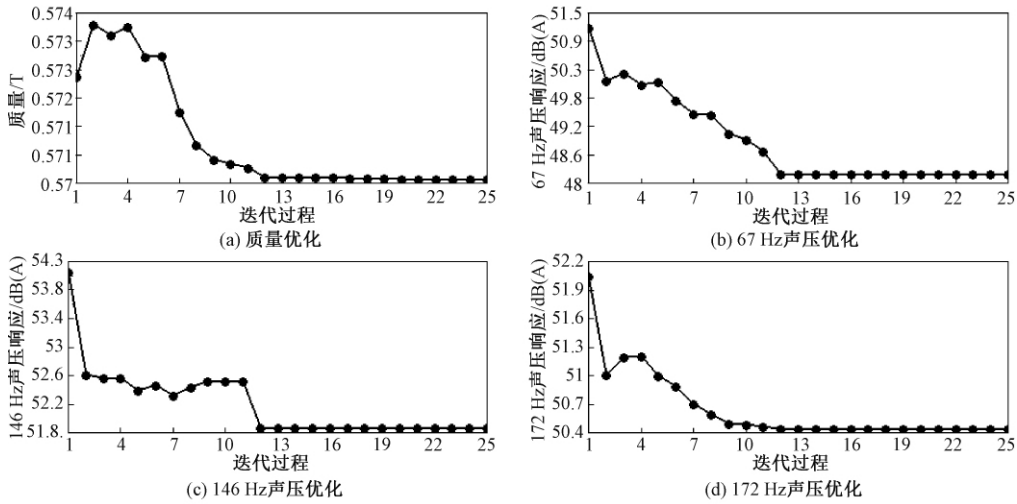 质量/T
0.574
0.573
0.573
0.572
0.571
0.571
0.57
1 4 7 10 13 16 19 22 25
迭代过程
(a) 质量优化
67 Hz声压响应/dB(A)
51.5
50.9
50.3
49.8
49.2
48.6
48
1 4 7 10 13 16 19 22 25
迭代过程
(b) 67 Hz声压优化
146 Hz声压响应/dB(A)
54.3
53.8
53.4
53
52.6
52.2
51.8
1 4 7 10 13 16 19 22 25
迭代过程
(c) 146 Hz声压优化
172 Hz声压响应/dB(A)
52.2
51.9
51.6
51.3
51
50.7
50.4
1 4 7 10 13 16 19 22 25
迭代过程
(d) 172 Hz声压优化